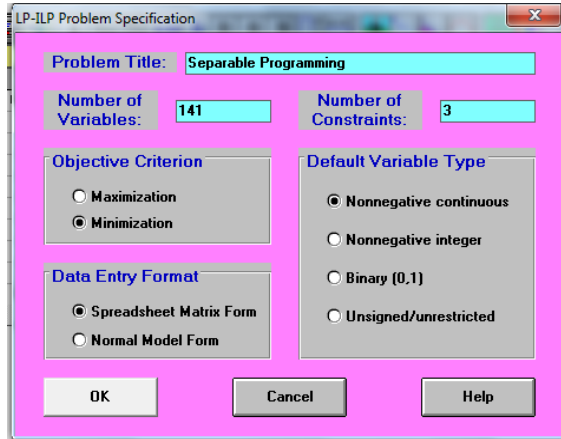 LP-ILP Problem Specification
Problem Title: Separable Programming
Number of Variables: 141
Number of Constraints: 3
Objective Criterion
Maximization
Minimization
Default Variable Type
Nonnegative continuous
Nonnegative integer
Binary (0,1)
Unsigned/unrestricted
Data Entry Format
Spreadsheet Matrix Form
Normal Model Form
OK
Cancel
Help